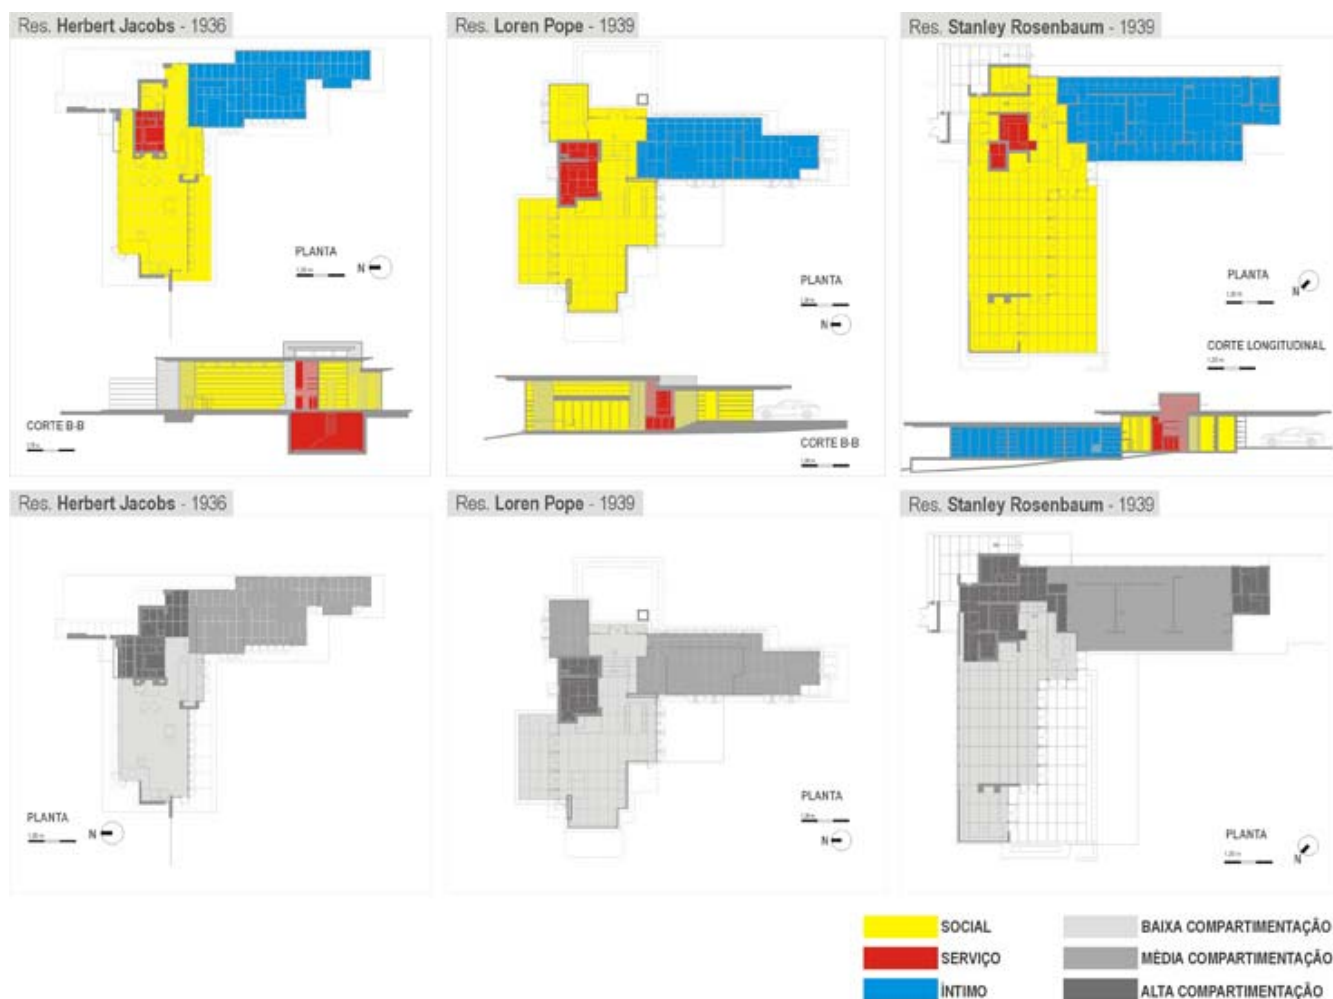 Res. Herbert Jacobs - 1936
Res. Loren Pope - 1939
Res. Stanley Rosenbaum - 1939
PLANTA
N
PLANTA
N
PLANTA
N
CORTE LONGITUDINAL
CORTE B-B
CORTE B-B
Res. Herbert Jacobs - 1936
Res. Loren Pope - 1939
Res. Stanley Rosenbaum - 1939
PLANTA
N
PLANTA
N
PLANTA
N
SOCIAL
BAIXA COMPARTIMENTAÇÃO
SERVIÇO
MÉDIA COMPARTIMENTAÇÃO
ÍNTIMO
ALTA COMPARTIMENTAÇÃO